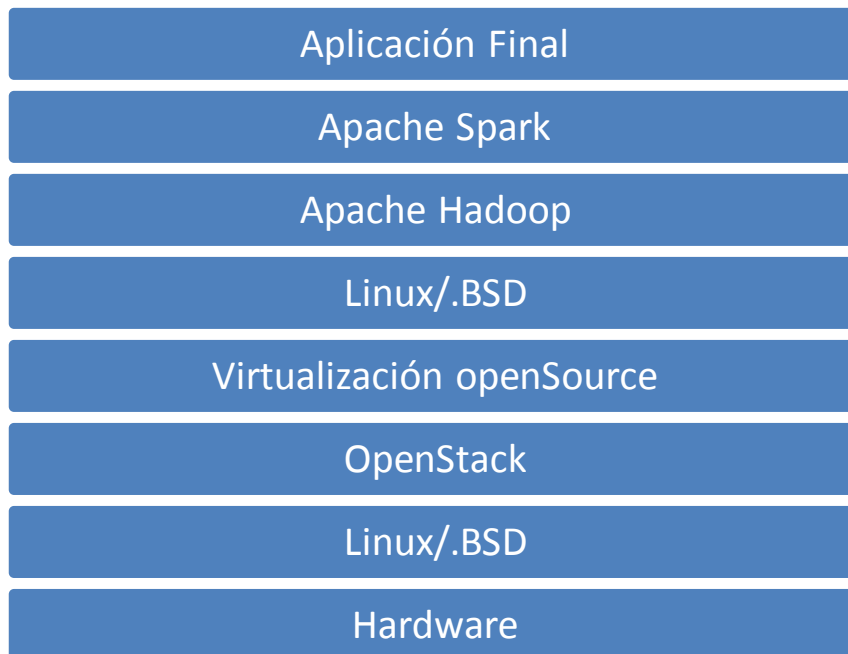 Aplicación Final
Apache Spark
Apache Hadoop
Linux/.BSD
Virtualización openSource
OpenStack
Linux/.BSD
Hardware